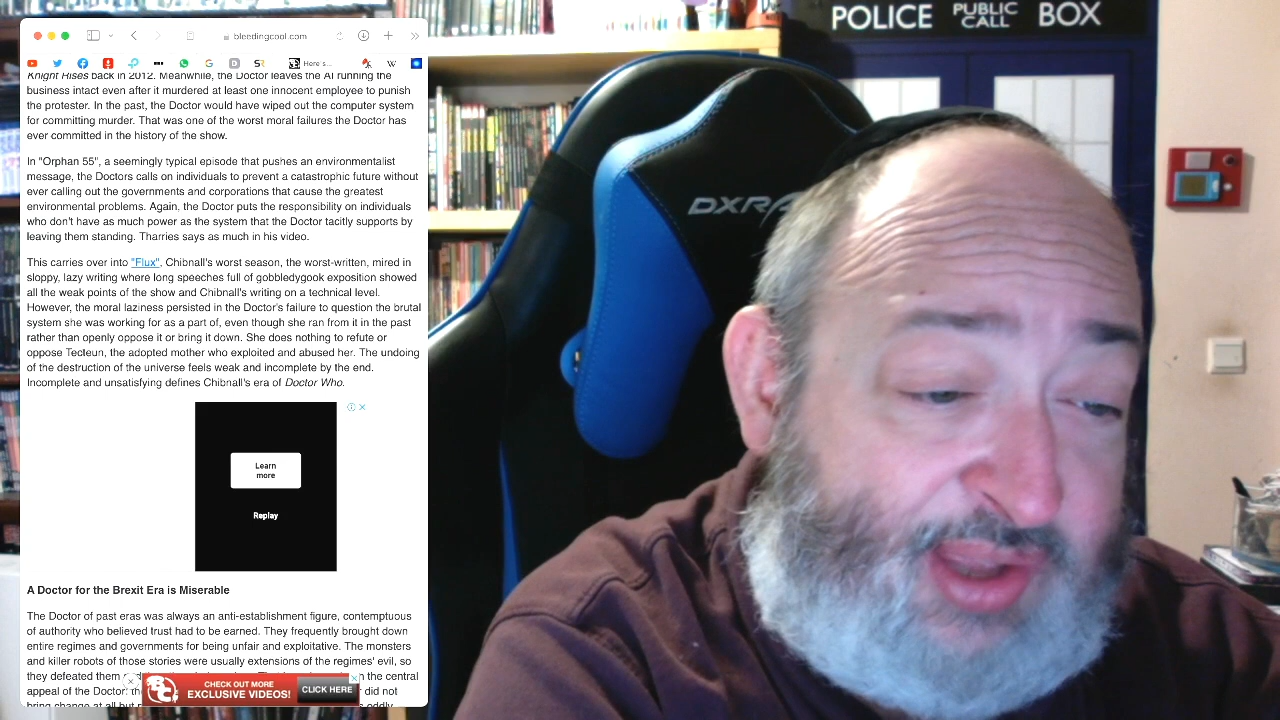 bleedingcool.com
Here's...
Knight Rises back in 2012. Meanwhile, the Doctor leaves the AI running the
business intact even after it murdered at least one innocent employee to punish
the protester. In the past, the Doctor would have wiped out the computer system
for committing murder. That was one of the worst moral failures the Doctor has
ever committed in the history of the show.
In "Orphan 55", a seemingly typical episode that pushes an environmentalist
message, the Doctors calls on individuals to prevent a catastrophic future without
ever calling out the governments and corporations that cause the greatest
environmental problems. Again, the Doctor puts the responsibility on individuals
who don't have as much power as the system that the Doctor tacitly supports by
leaving them standing. Tharries says as much in his video.
This carries over into "Flux", Chibnall's worst season, the worst-written, mired in
sloppy, lazy writing where long speeches full of gobbledygook exposition showed
all the weak points of the show and Chibnall's writing on a technical level.
However, the moral laziness persisted in the Doctor's failure to question the brutal
system she was working for as a part of, even though she ran from it in the past
rather than openly oppose it or bring it down. She does nothing to refute or
oppose Tecteun, the adopted mother who exploited and abused her. The undoing
of the destruction of the universe feels weak and incomplete by the end.
Incomplete and unsatisfying defines Chibnall's era of Doctor Who.
Learn
more
Replay
A Doctor for the Brexit Era is Miserable
The Doctor of past eras was always an anti-establishment figure, contemptuous
of authority who believed trust had to be earned. They frequently brought down
entire regimes and governments for being unfair and exploitative. The monsters
and killer robots of those stories were usually extensions of the regimes' evil, so
they defeated them
the central
appeal of the Doctor:
did not
bring change at all but
oddly
CHECK OUT MORE
EXCLUSIVE VIDEOS!
CLICK HERE
POLICE PUBLIC CALL BOX
DXRA